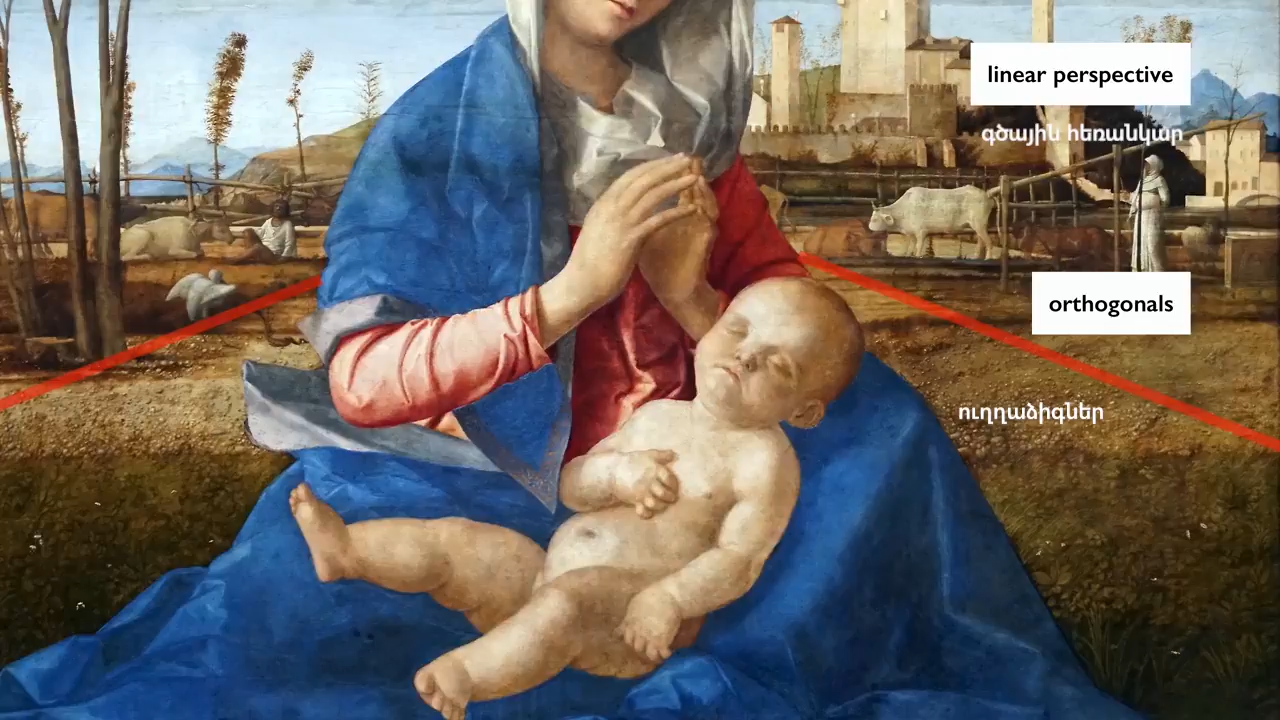 linear perspective
գծային հեռանկար
orthogonals
ուղղաձիգներ